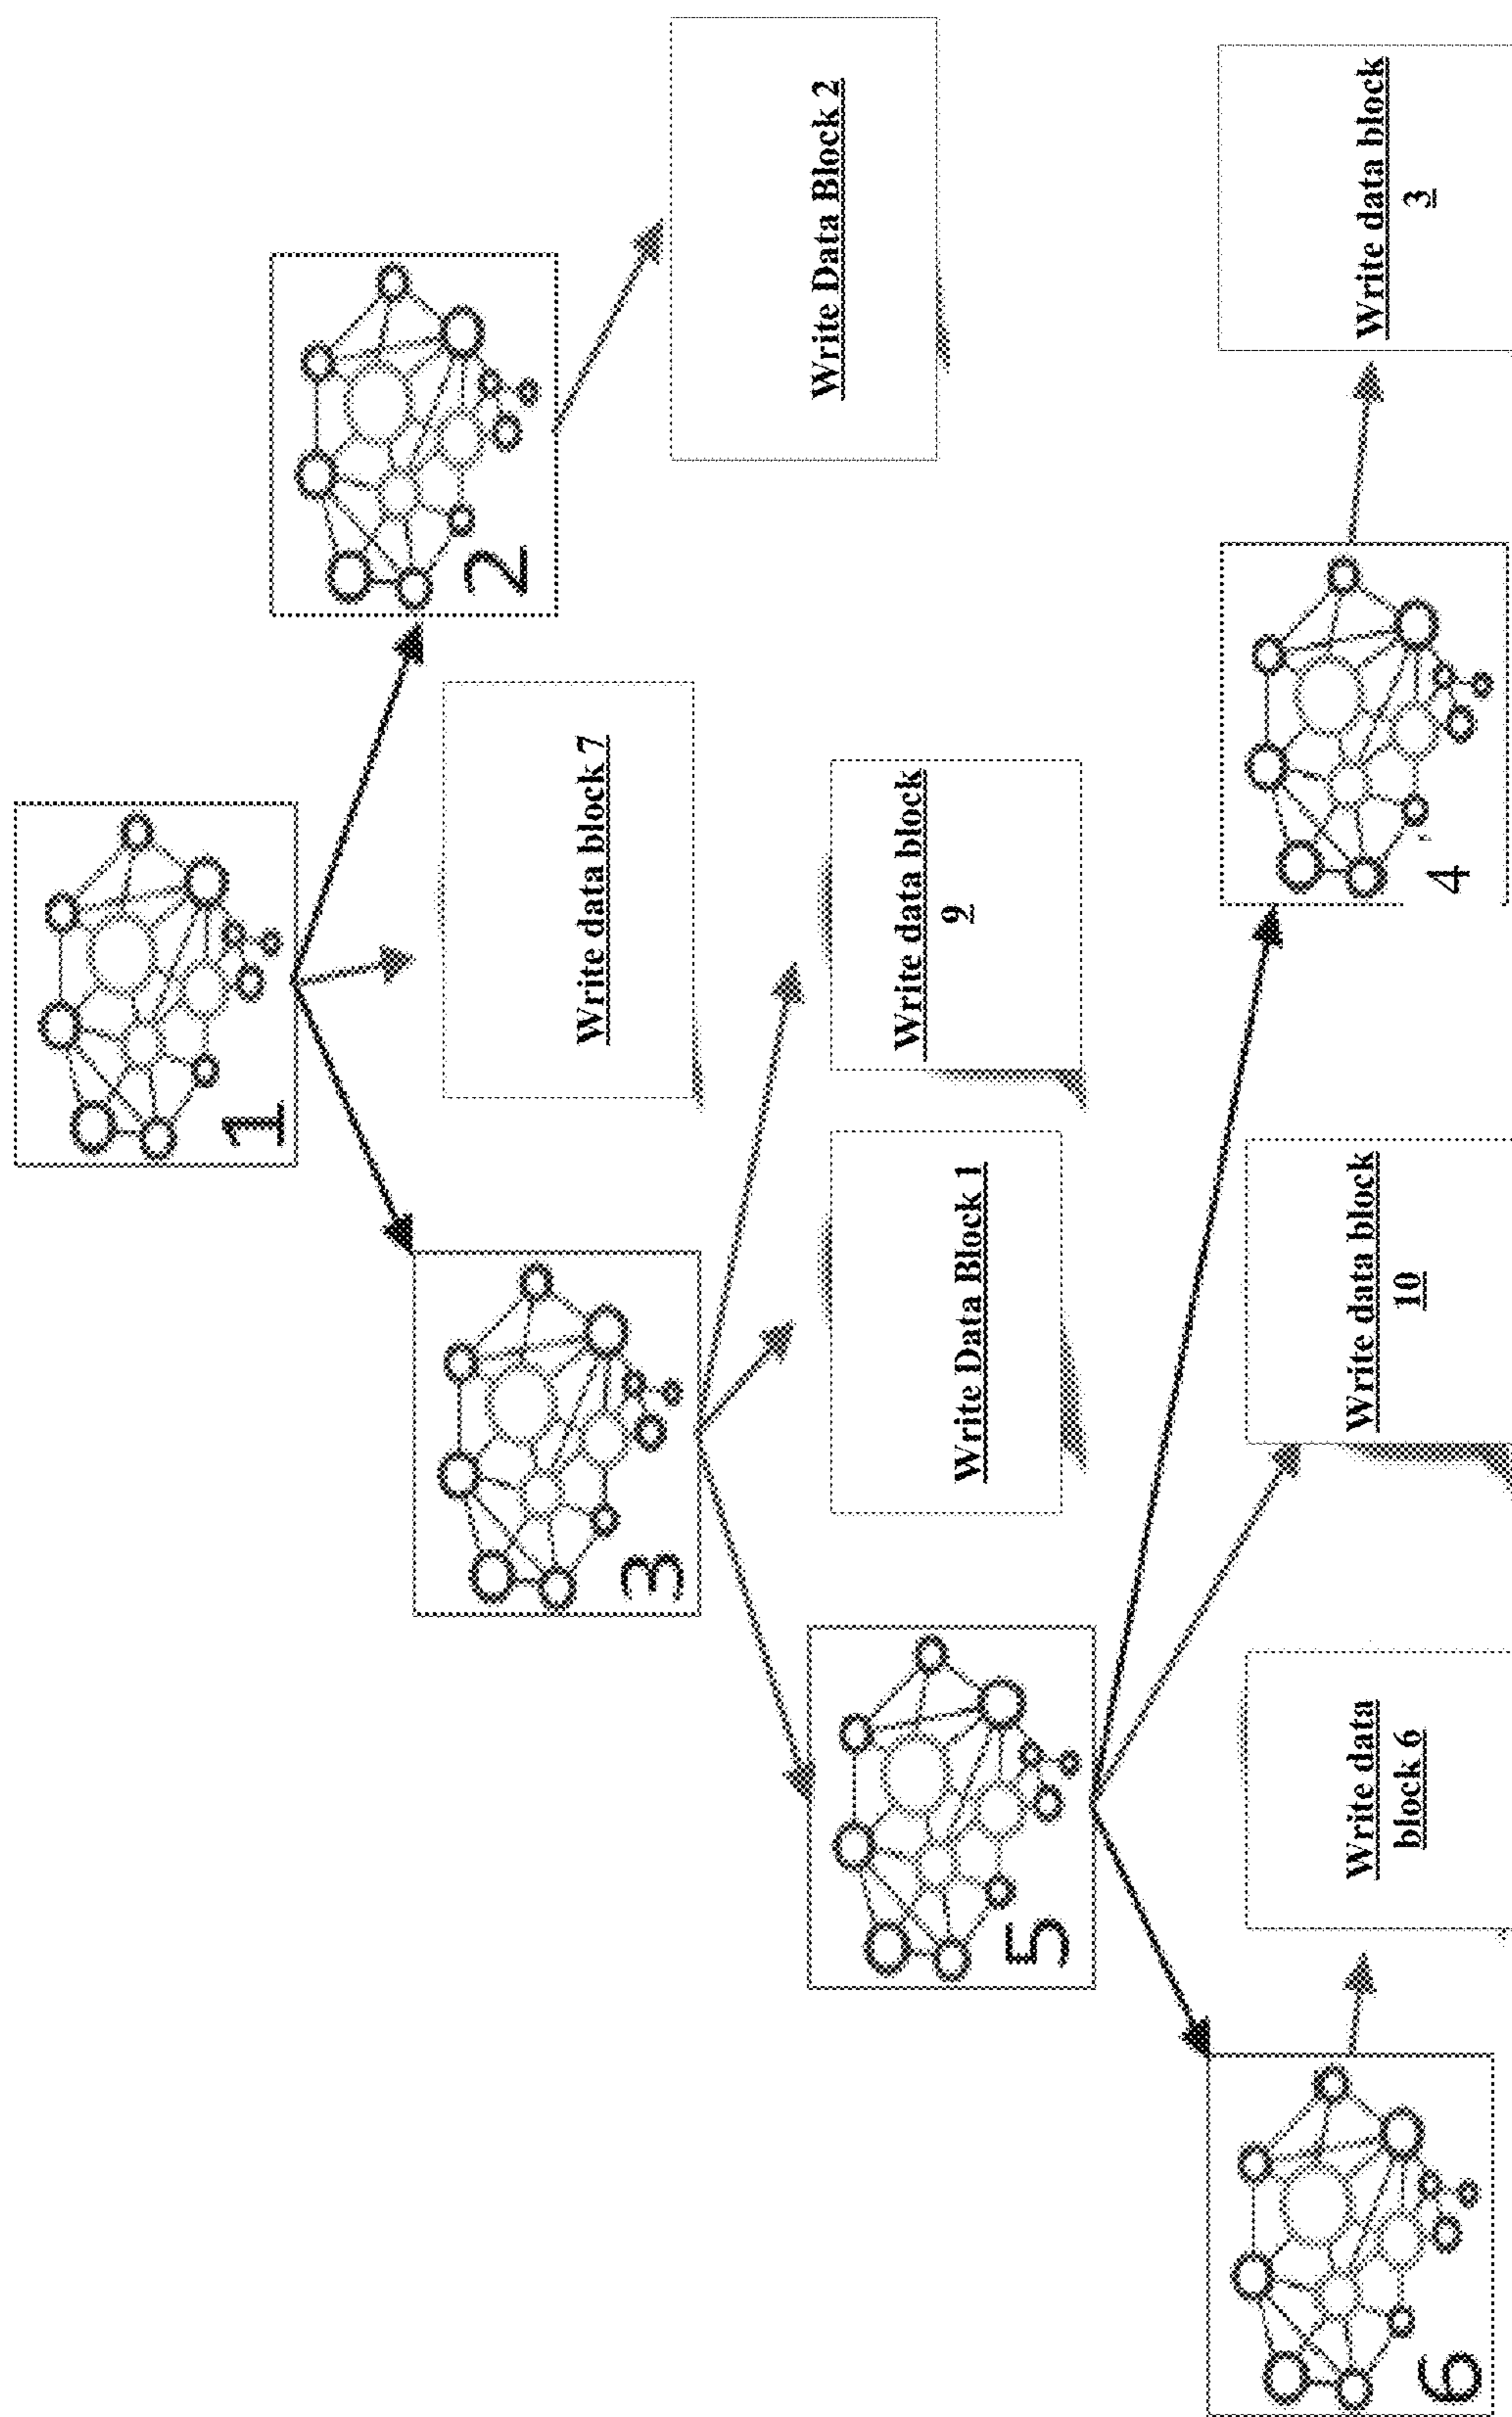 1
2
3
Write data block 7
Write Data Block 2
5
Write Data Block 1
Write data block
9
6
Write data
block 6
Write data block
10
4
Write data block
3